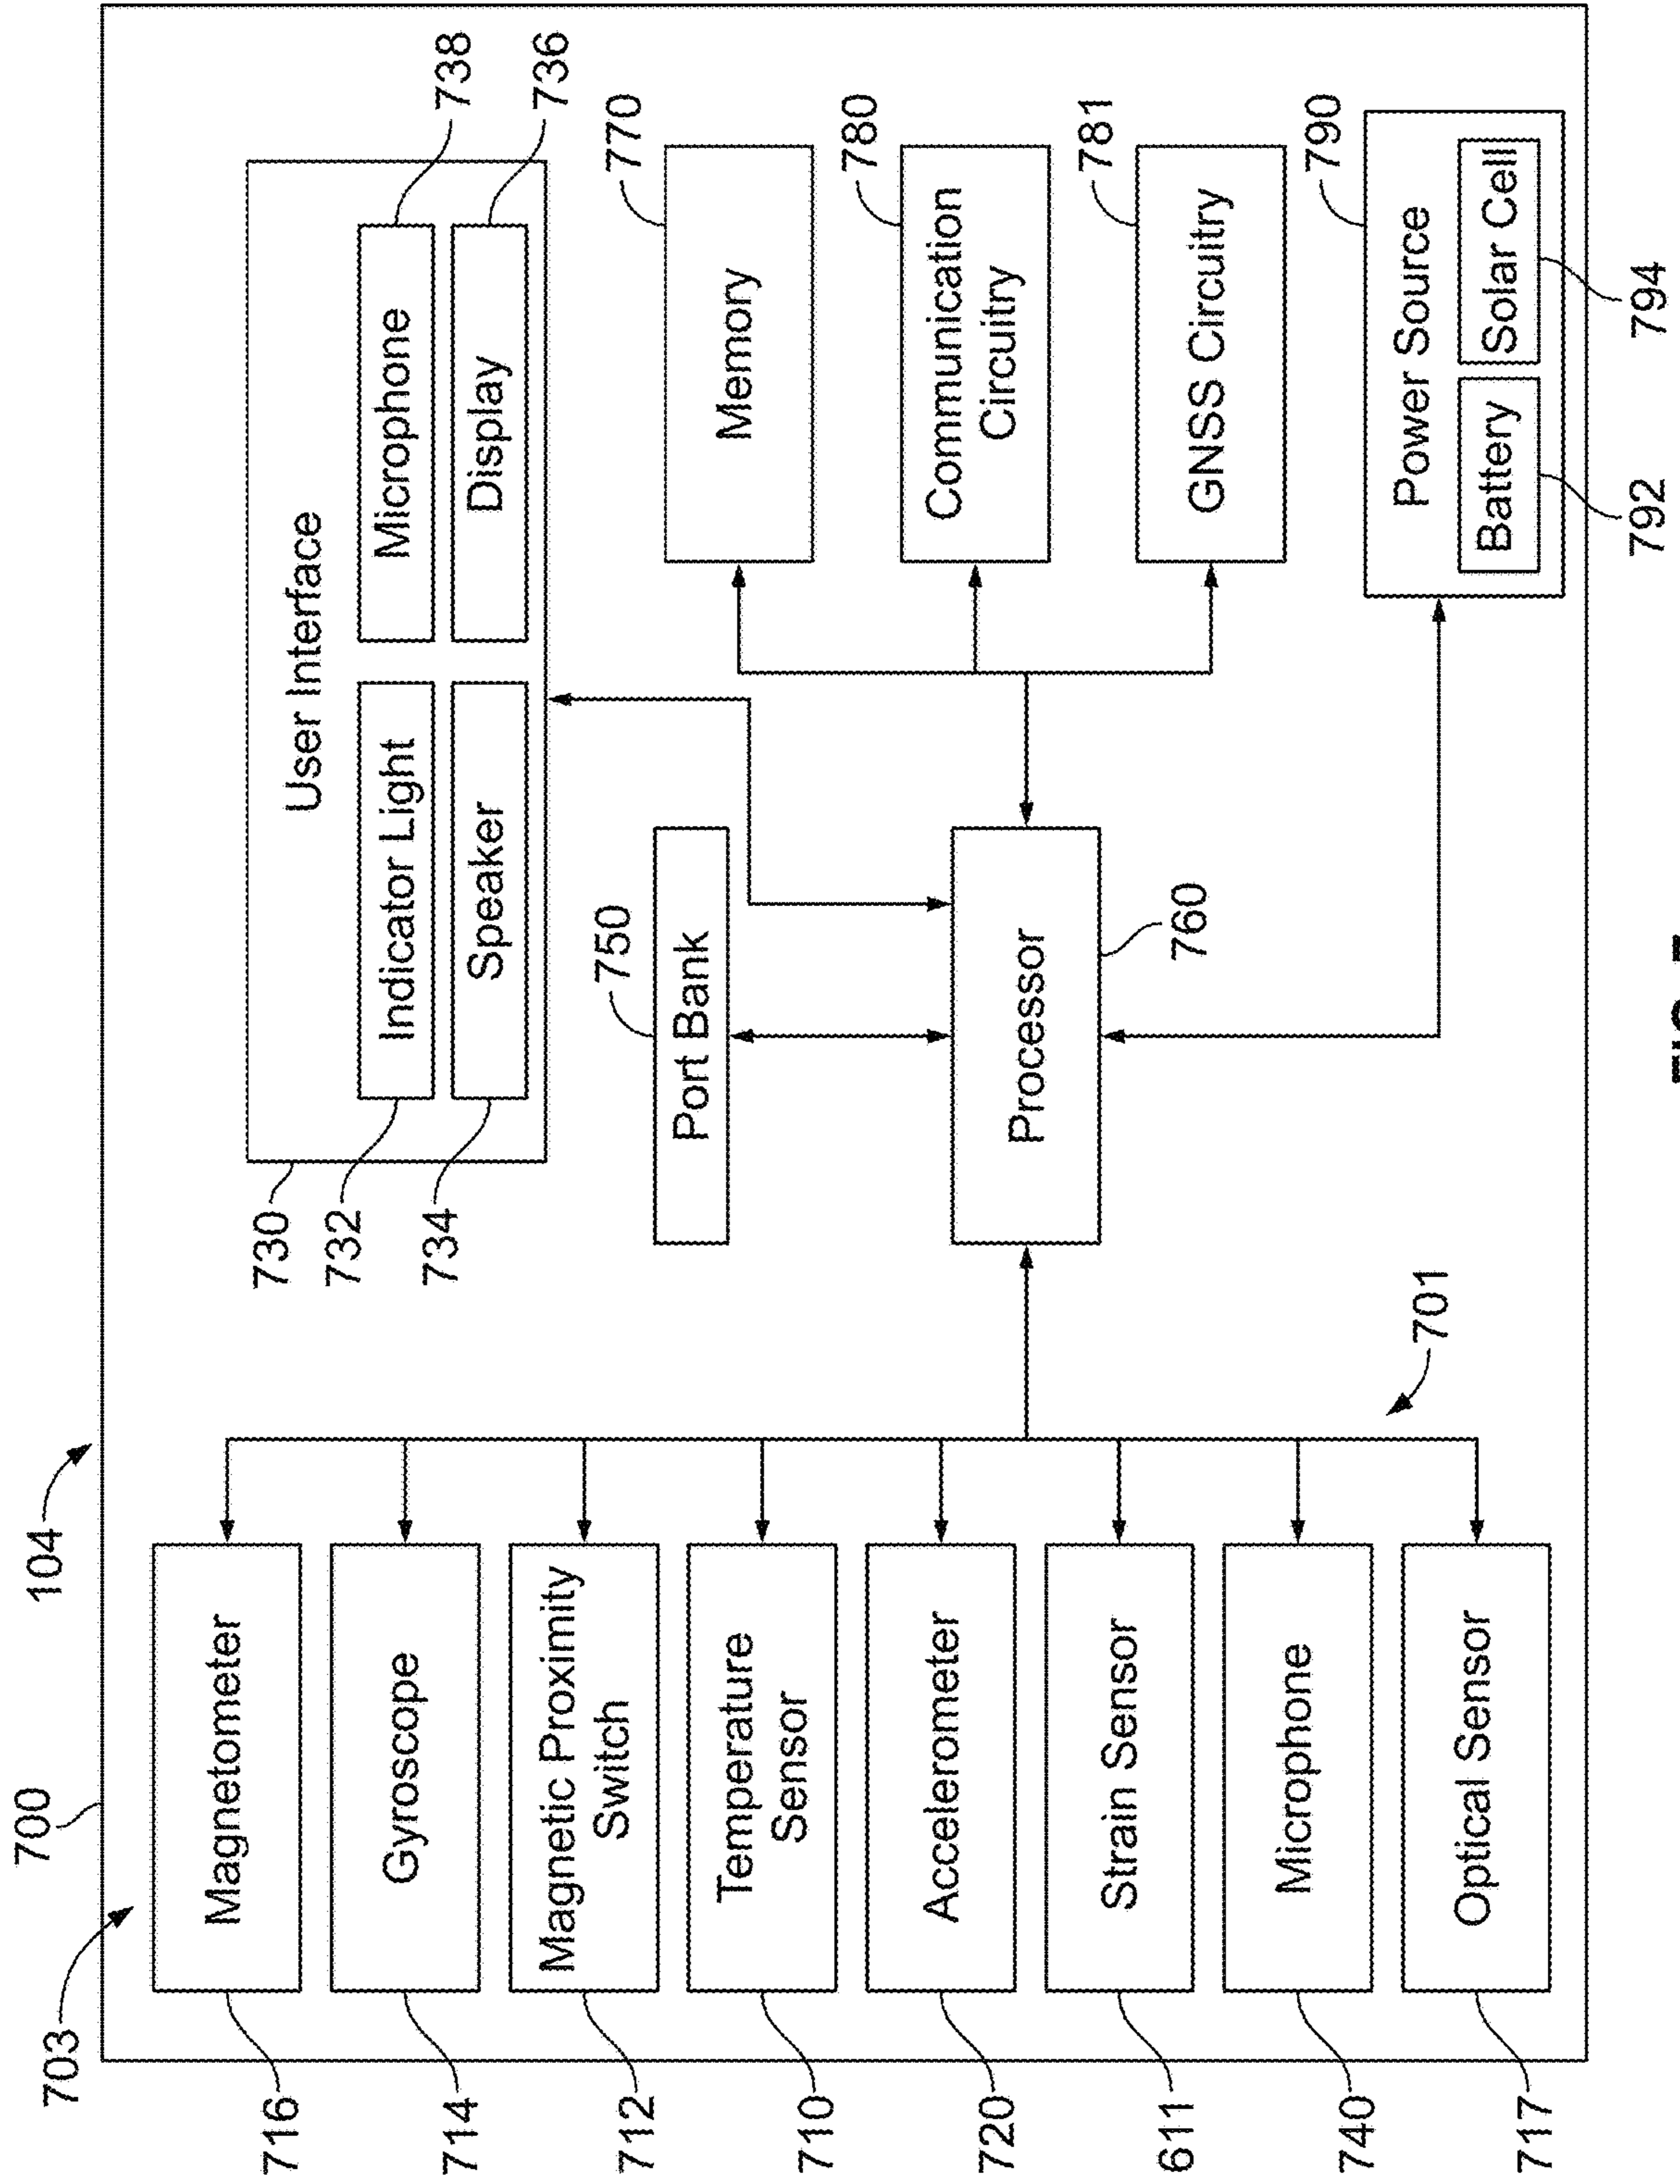 104
700
703
716
Magnetometer
714
Gyroscope
712
Magnetic Proximity
Switch
710
Temperature
Sensor
720
Accelerometer
611
Strain Sensor
740
Microphone
717
Optical Sensor
701
730
User Interface
732
Indicator Light
734
Speaker
Microphone
738
Display
736
750
Port Bank
Processor
760
770
Memory
780
Communication
Circuitry
781
GNSS Circuitry
790
Power Source
Battery
792
Solar Cell
794